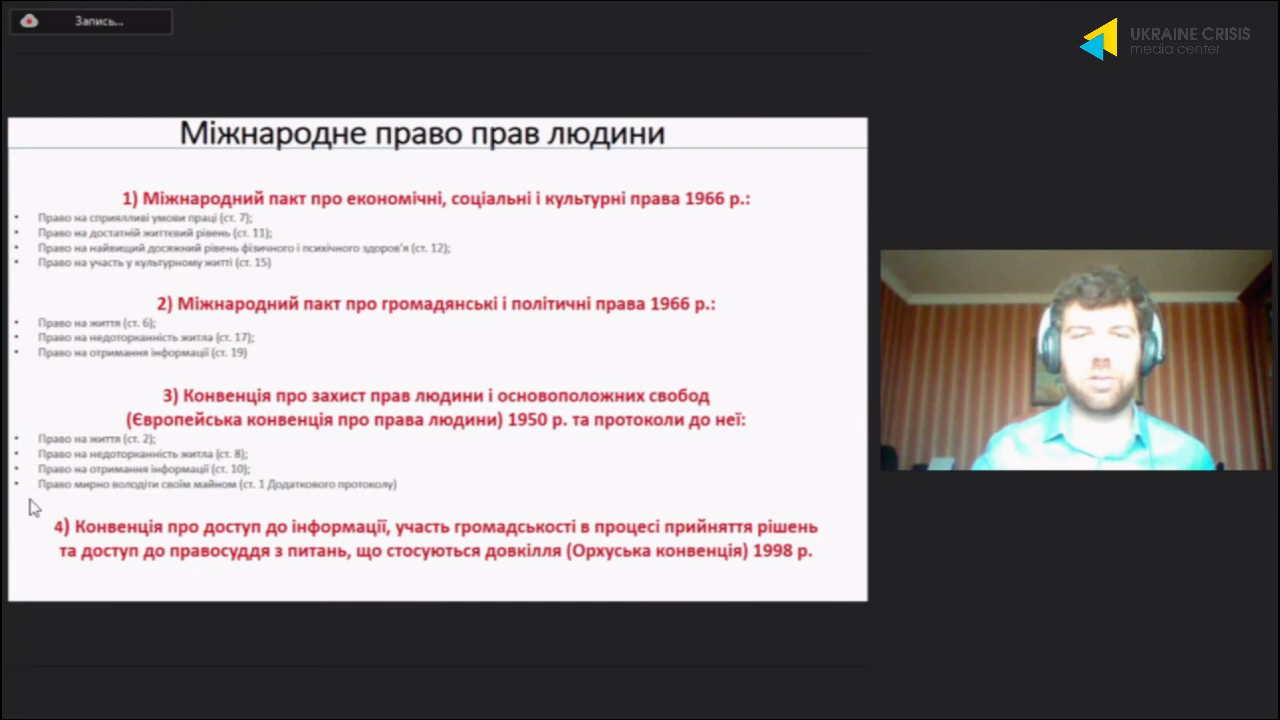 Запись...
UKRAINE CRISIS
media center
Міжнародне право прав людини
1) Міжнародний пакт про економічні, соціальні і культурні права 1966 р.:
• Право на сприялливі умови праці (ст. 7);
• Право на достатній життєвий рівень (ст. 11);
• Право на найвищий досяжний рівень фізичного і психічного здоров'я (ст. 12);
• Право на участь у культурному житті (ст. 15)
2) Міжнародний пакт про громадянські і політичні права 1966 р.:
• Право на життя (ст. 6);
• Право на недоторканність житла (ст. 17);
• Право на отримання інформації (ст. 19)
3) Конвенція про захист прав людини і основоположних свобод
(Європейська конвенція про права людини) 1950 р. та протоколи до неї:
• Право на життя (ст. 2);
• Право на недоторканність житла (ст. 8);
• Право на отримання інформації (ст. 10);
• Право мирно володіти своїм майном (ст. 1 Додаткового протоколу)
4) Конвенція про доступ до інформації, участь громадськості в процесі прийняття рішень
та доступ до правосуддя з питань, що стосуються довкілля (Орхуська конвенція) 1998 р.